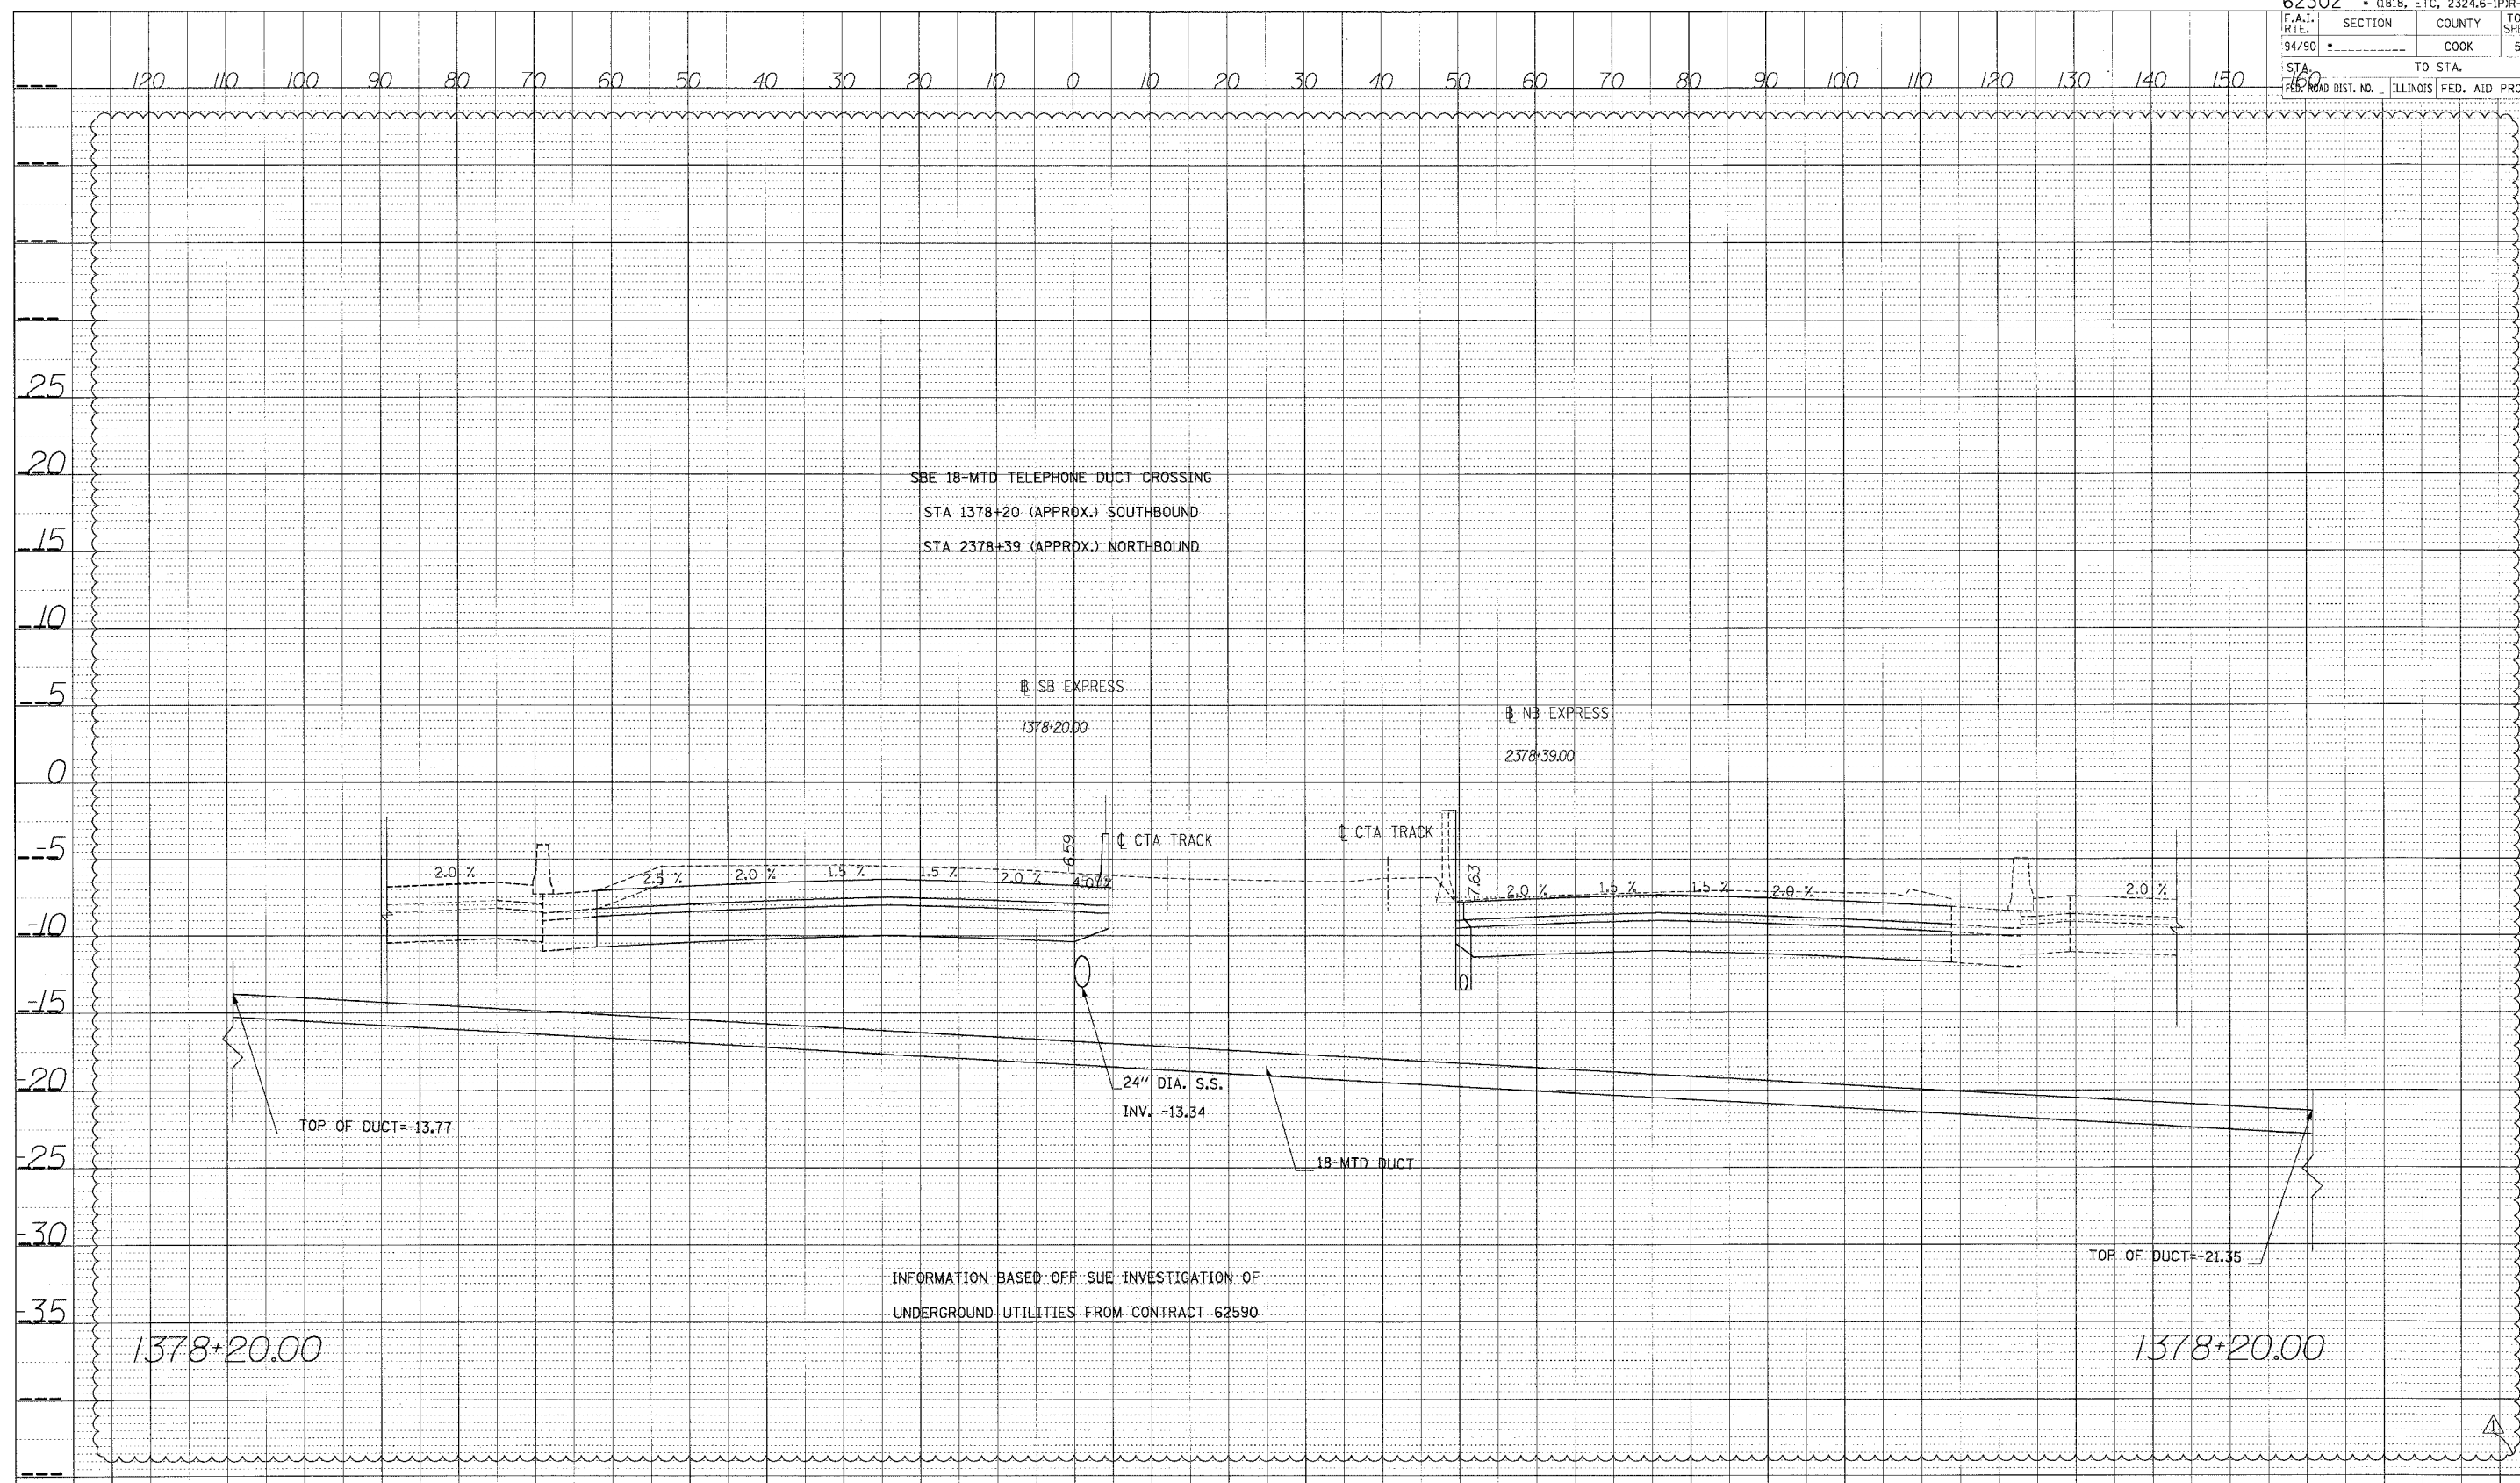 62302 • (1818, ETC, 2324.6-1P)R-
F.A.I. RTE. SECTION COUNTY
94/90 •__________ COOK 5
STA. TO STA.
FED. ROAD DIST. NO. _ ILLINOIS FED. AID
120 110 100 90 80 70 60 50 40 30 20 10 0 10 20 30 40 50 60 70 80 90 100 110 120 130 140 150 160
25
20
SBE 18-MTD TELEPHONE DUCT CROSSING
STA 1378+20 (APPROX.) SOUTHBOUND
15
STA 2378+39 (APPROX.) NORTHBOUND
10
5
℄ SB EXPRESS
1378+20.00
℄ NB EXPRESS
2378+39.00
0
-5
-6.59
℄ CTA TRACK
℄ CTA TRACK
-7.63
2.0 % 2.5 % 2.0 % 1.5 % 1.5 % 2.0 % 4.0% 2.0 % 1.5 % 1.5 % 2.0 % 2.0 %
-10
-15
-20
24" DIA. S.S.
INV. -13.34
TOP OF DUCT=-13.77
-25
18-MTD DUCT
-30
TOP OF DUCT=-21.35
INFORMATION BASED OFF SUE INVESTIGATION OF
UNDERGROUND UTILITIES FROM CONTRACT 62590
-35
1378+20.00
1378+20.00
1